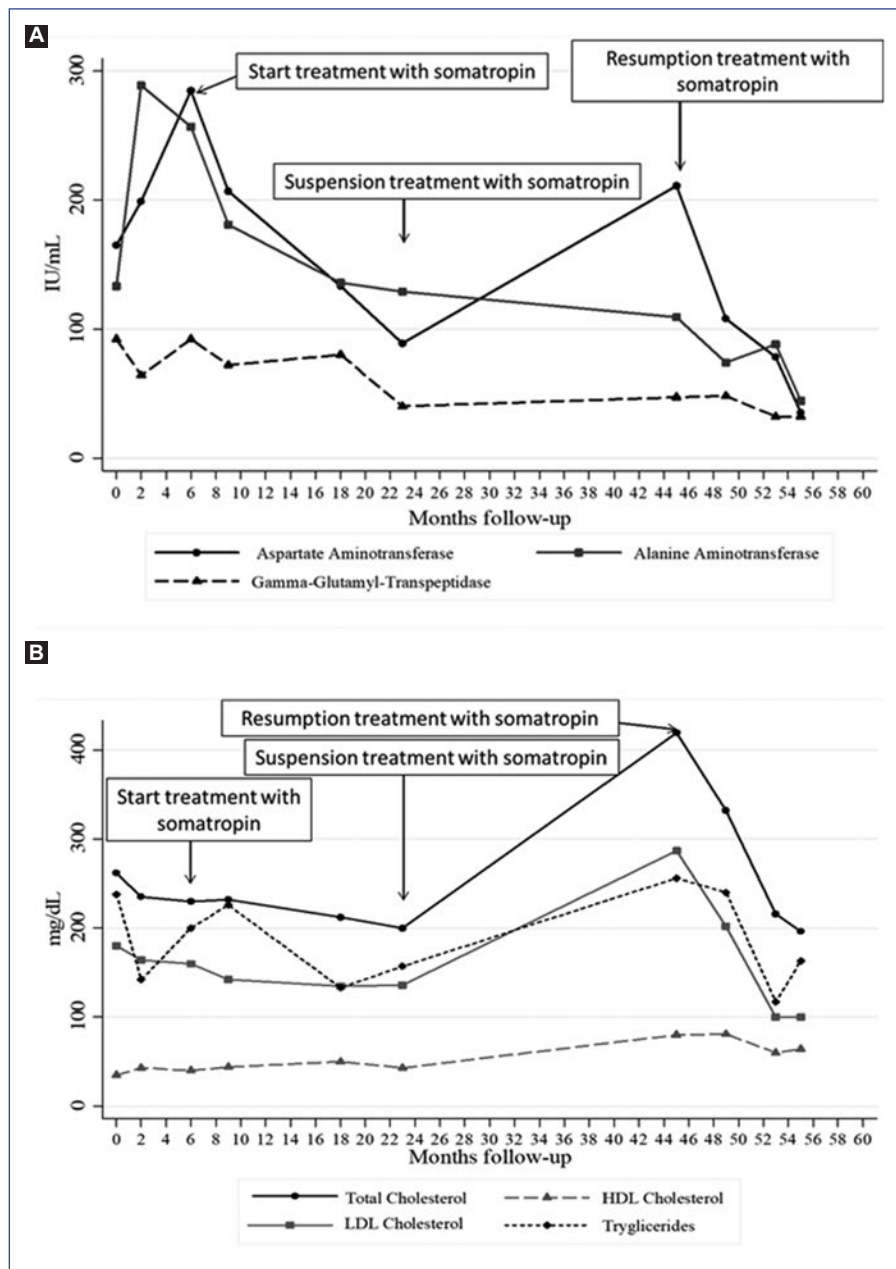 A
Start treatment with somatropin
Resumption treatment with
somatropin
Suspension treatment with somatropin
300
200
100
0
IU/mL
0 2 4 6 8 10 12 14 16 18 20 22 24 26 28 30 32 34 36 38 40 42 44 46 48 50 52 54 56 58 60
Months follow-up
Aspartate Aminotransferase
Alanine Aminotransferase
Gamma-Glutamyl-Transpeptidase
B
Resumption treatment with somatropin
Suspension treatment with somatropin
Start treatment with
somatropin
400
300
200
100
0
mg/dL
0 2 4 6 8 10 12 14 16 18 20 22 24 26 28 30 32 34 36 38 40 42 44 46 48 50 52 54 56 58 60
Months follow-up
Total Cholesterol
HDL Cholesterol
LDL Cholesterol
Tryglicerides